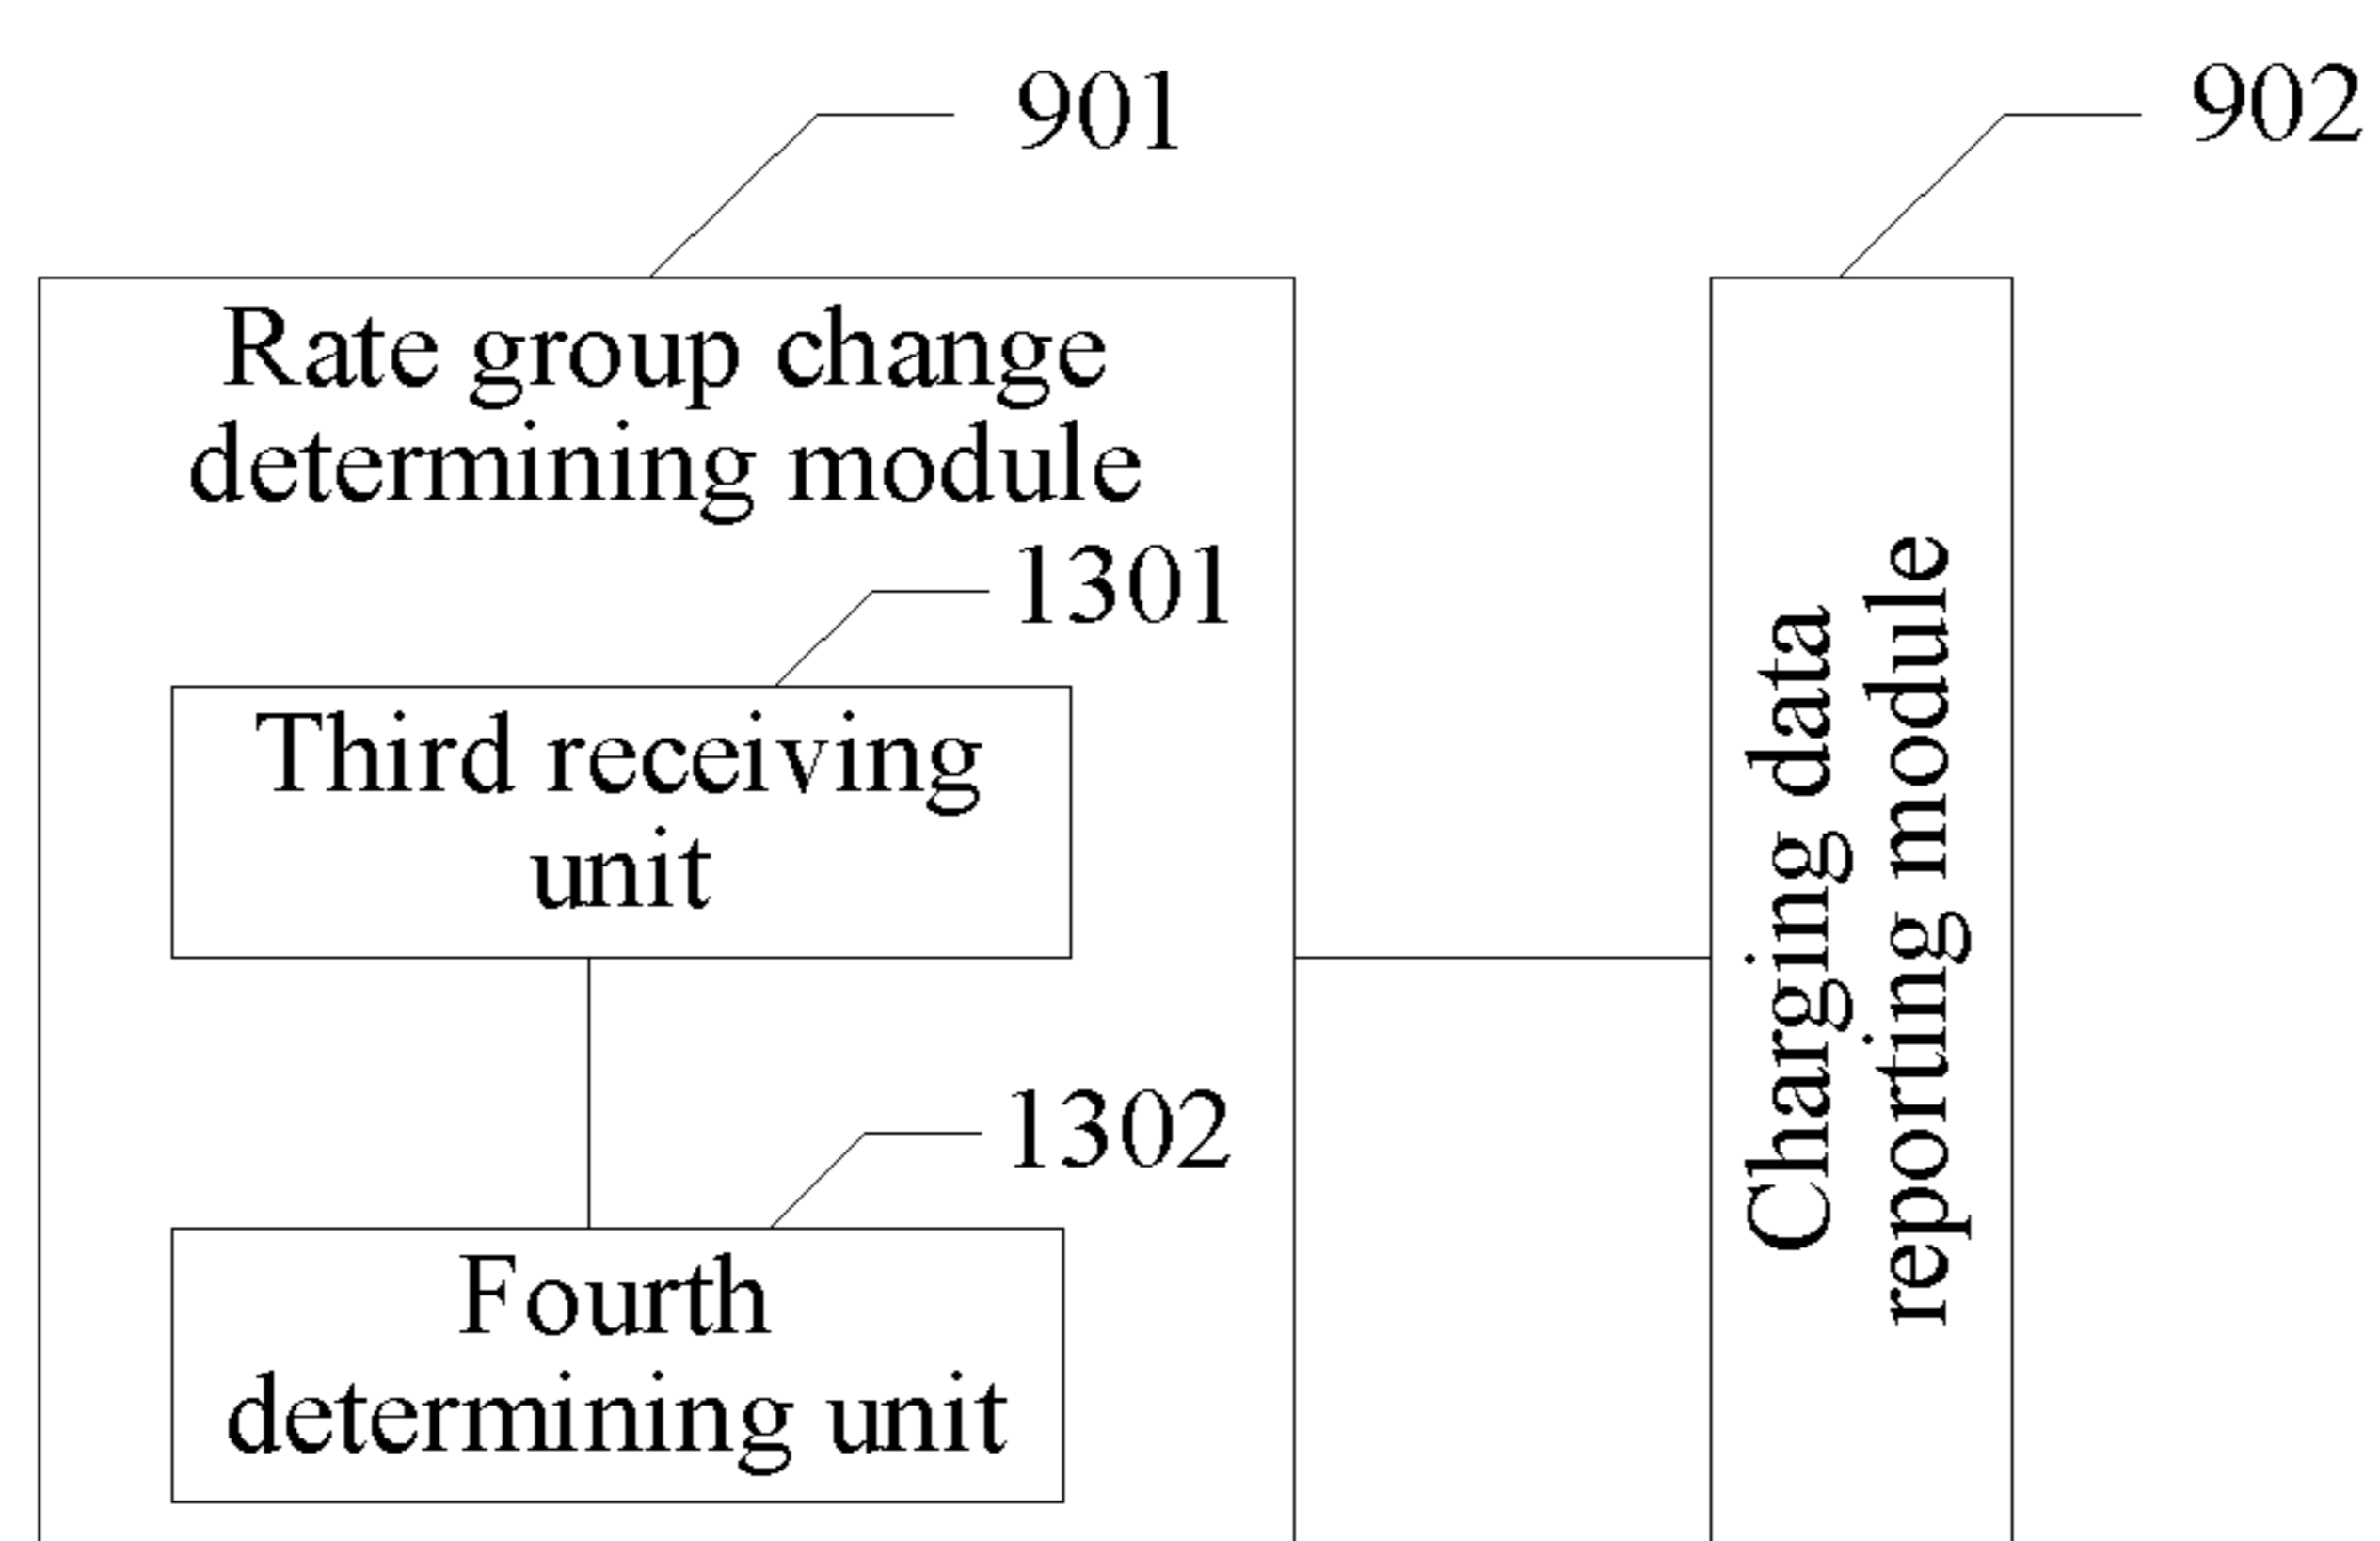 901
902
Rate group change
determining module
1301
Third receiving
unit
1302
Fourth
determining unit
Charging data
reporting module